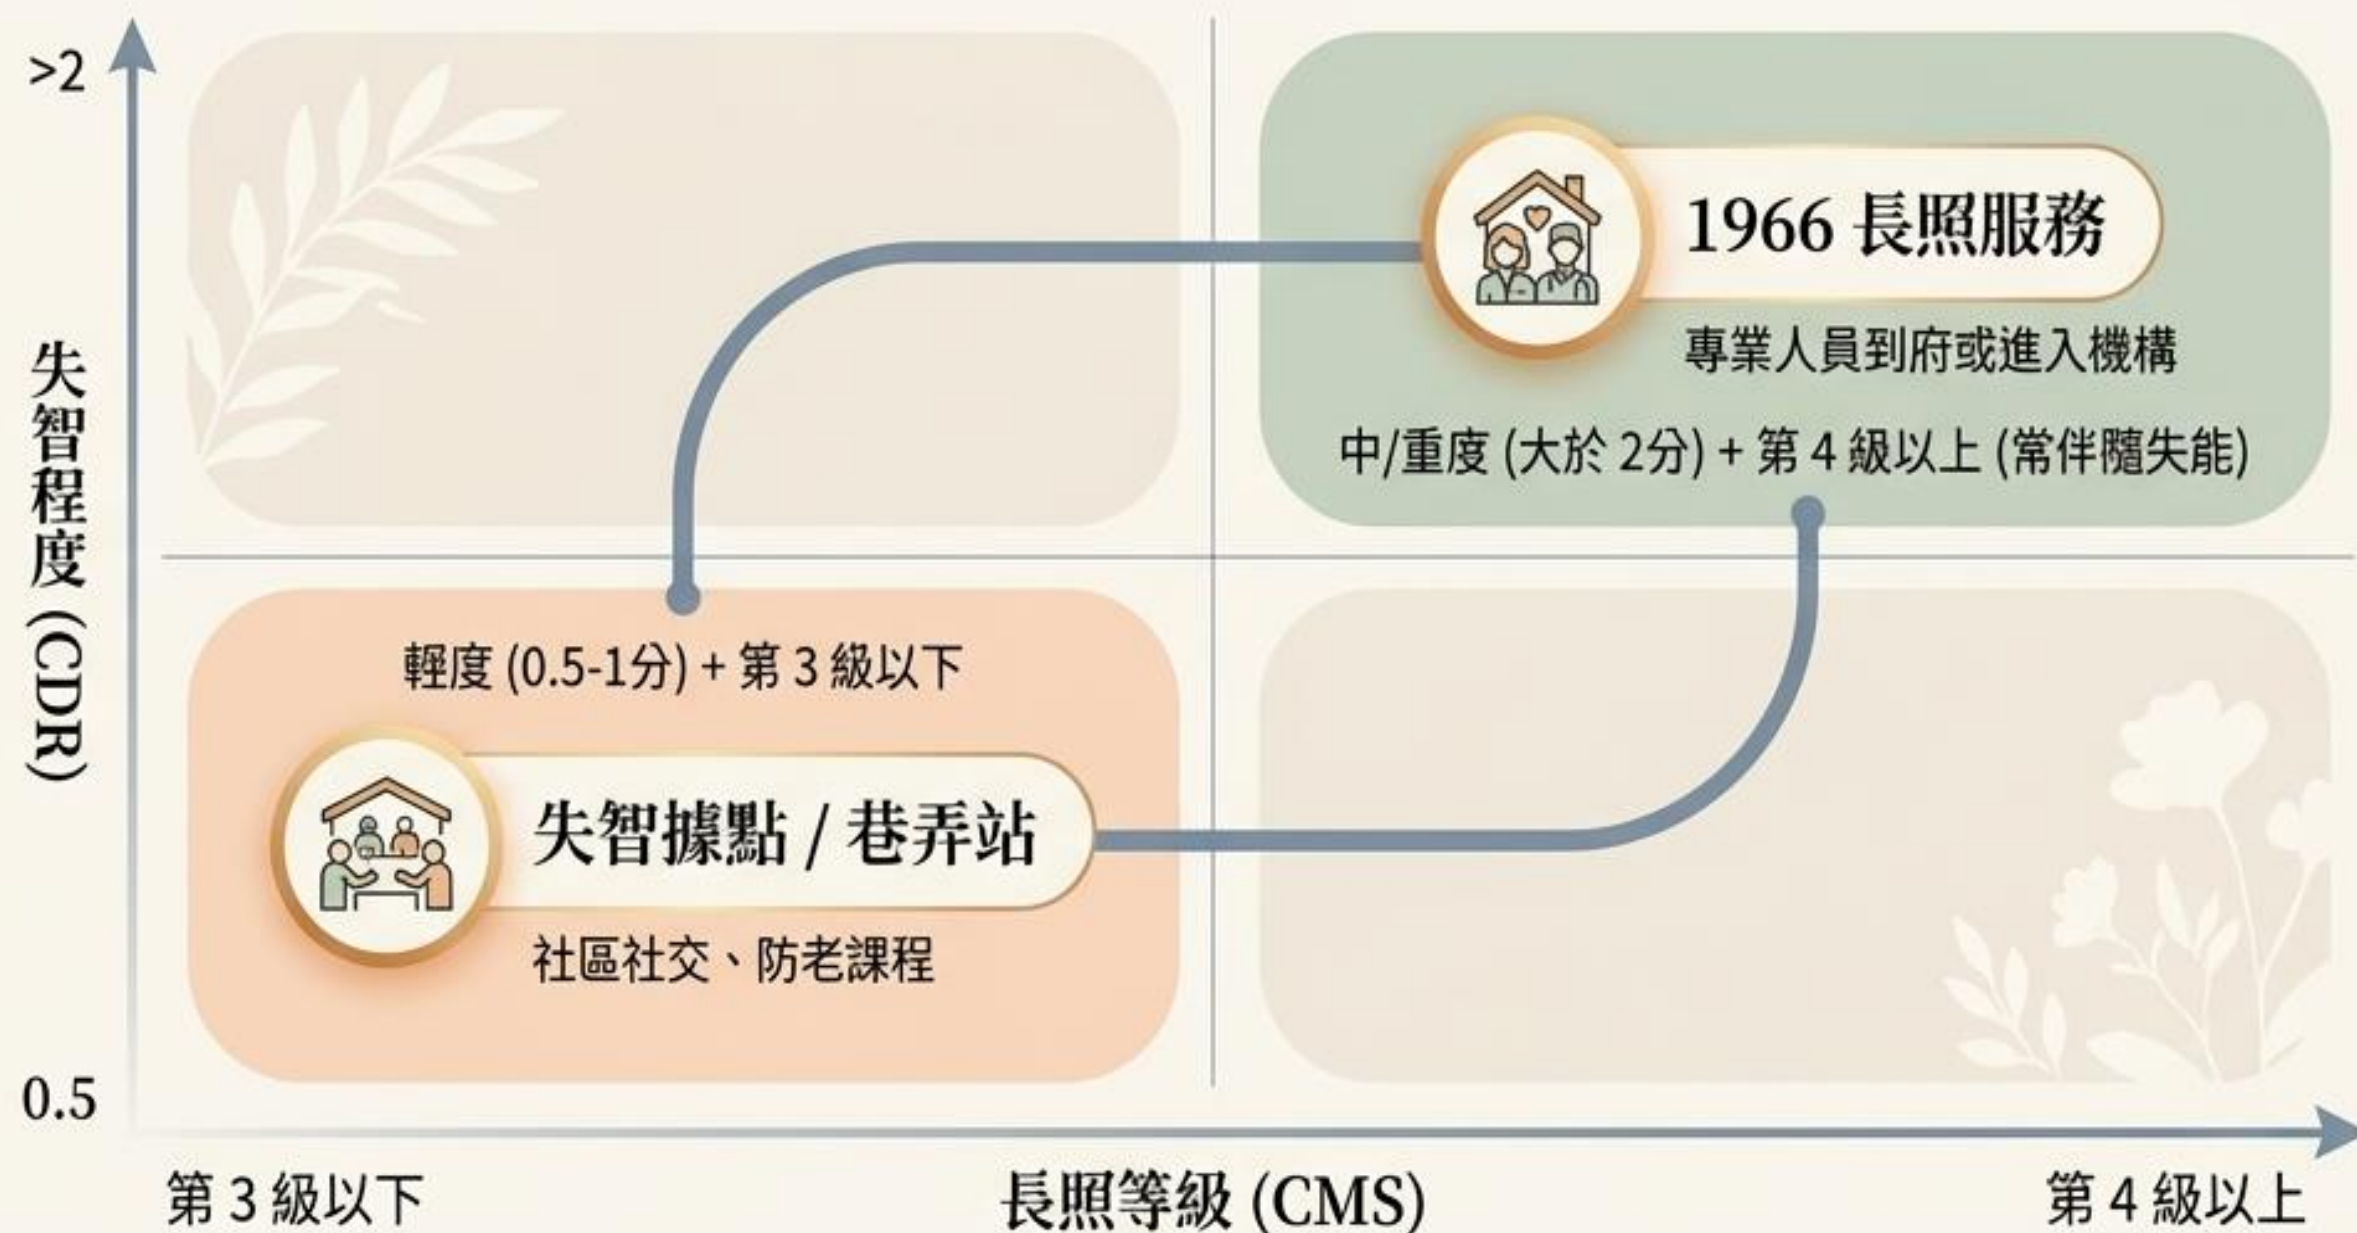 >2
失智程度 (CDR)
0.5
1966 長照服務
專業人員到府或進入機構
中/重度 (大於 2分) + 第 4 級以上 (常伴隨失能)
輕度 (0.5-1分) + 第 3 級以下
失智據點 / 巷弄站
社區社交、防老課程
第 3 級以下
長照等級 (CMS)
第 4 級以上